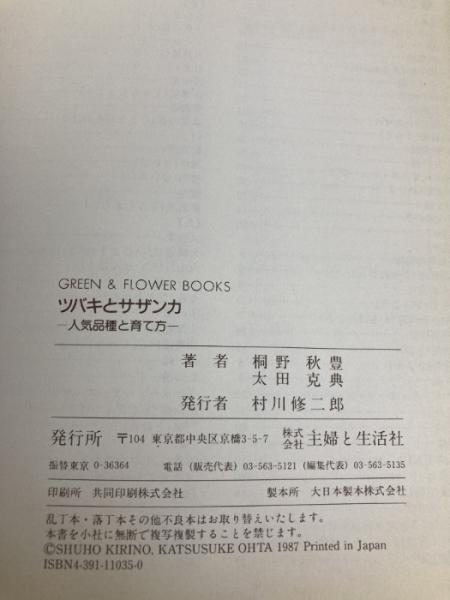 GREEN & FLOWER BOOKS
ツバキとサザンカ
—人気品種と育て方—
著者 桐野秋豊
太田克典
発行者 村川修二郎
発行所 〒104 東京都中央区京橋3-5-7 株式会社 主婦と生活社
振替東京 0-36364 電話(販売代表) 03-563-5121 (編集代表) 03-563-5135
印刷所 共同印刷株式会社 製本所 大日本製本株式会社
乱丁本・落丁本その他不良本はお取り替えいたします。
本書を小社に無断で複写複製することを禁じます。
©SHUHO KIRINO, KATSUSUKE OHTA 1987 Printed in Japan
ISBN4-391-11035-0